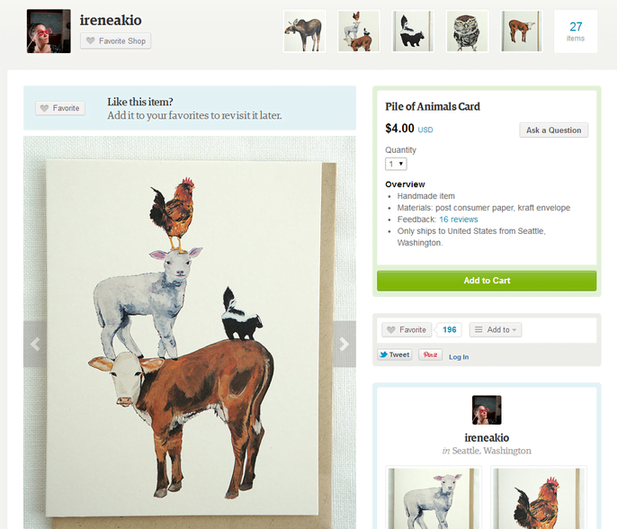 ireneakio
Favorite Shop
27
items
Favorite
Like this item?
Add it to your favorites to revisit it later.
Pile of Animals Card
$4.00 USD
Ask a Question
Quantity
1
Overview
Handmade item
Materials: post consumer paper, kraft envelope
Feedback: 16 reviews
Only ships to United States from Seattle,
Washington.
Add to Cart
Favorite
196
Add to
Tweet
Pin it
Log In
ireneakio
in Seattle, Washington